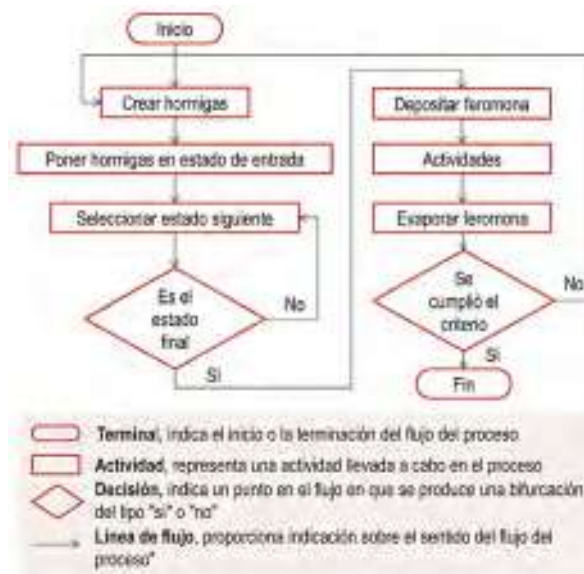 Inicio
Crear hormigas
Poner hormigas en estado de entrada
Seleccionar estado siguiente
Es el
estado
final
No
Si
Depositar feromona
Actividades
Evaporar feromona
Se
cumplió el
criterio
No
Si
Fin
Terminal, indica el inicio o la terminación del flujo del proceso
Actividad, representa una actividad llevada a cabo en el proceso
Decisión, indica un punto en el flujo en que se produce una bifurcación
del tipo "si" o "no"
Línea de flujo, proporciona indicación sobre el sentido del flujo del
proceso"